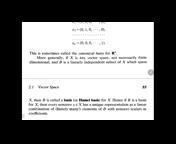 e₂ = (0, 1, 0, ···, 0)
eₙ = (0, 0, 0, ···, 1)
This is sometimes called the canonical basis for Rⁿ.
More generally, if X is any vector space, not necessarily finite
dimensional, and B is a linearly independent subset of X which spans
2.1 Vector Space 55
X, then B is called a basis (or Hamel basis) for X. Hence if B is a basis
for X, then every nonzero x ∈ X has a unique representation as a linear
combination of (finitely many!) elements of B with nonzero scalars as
coefficients.